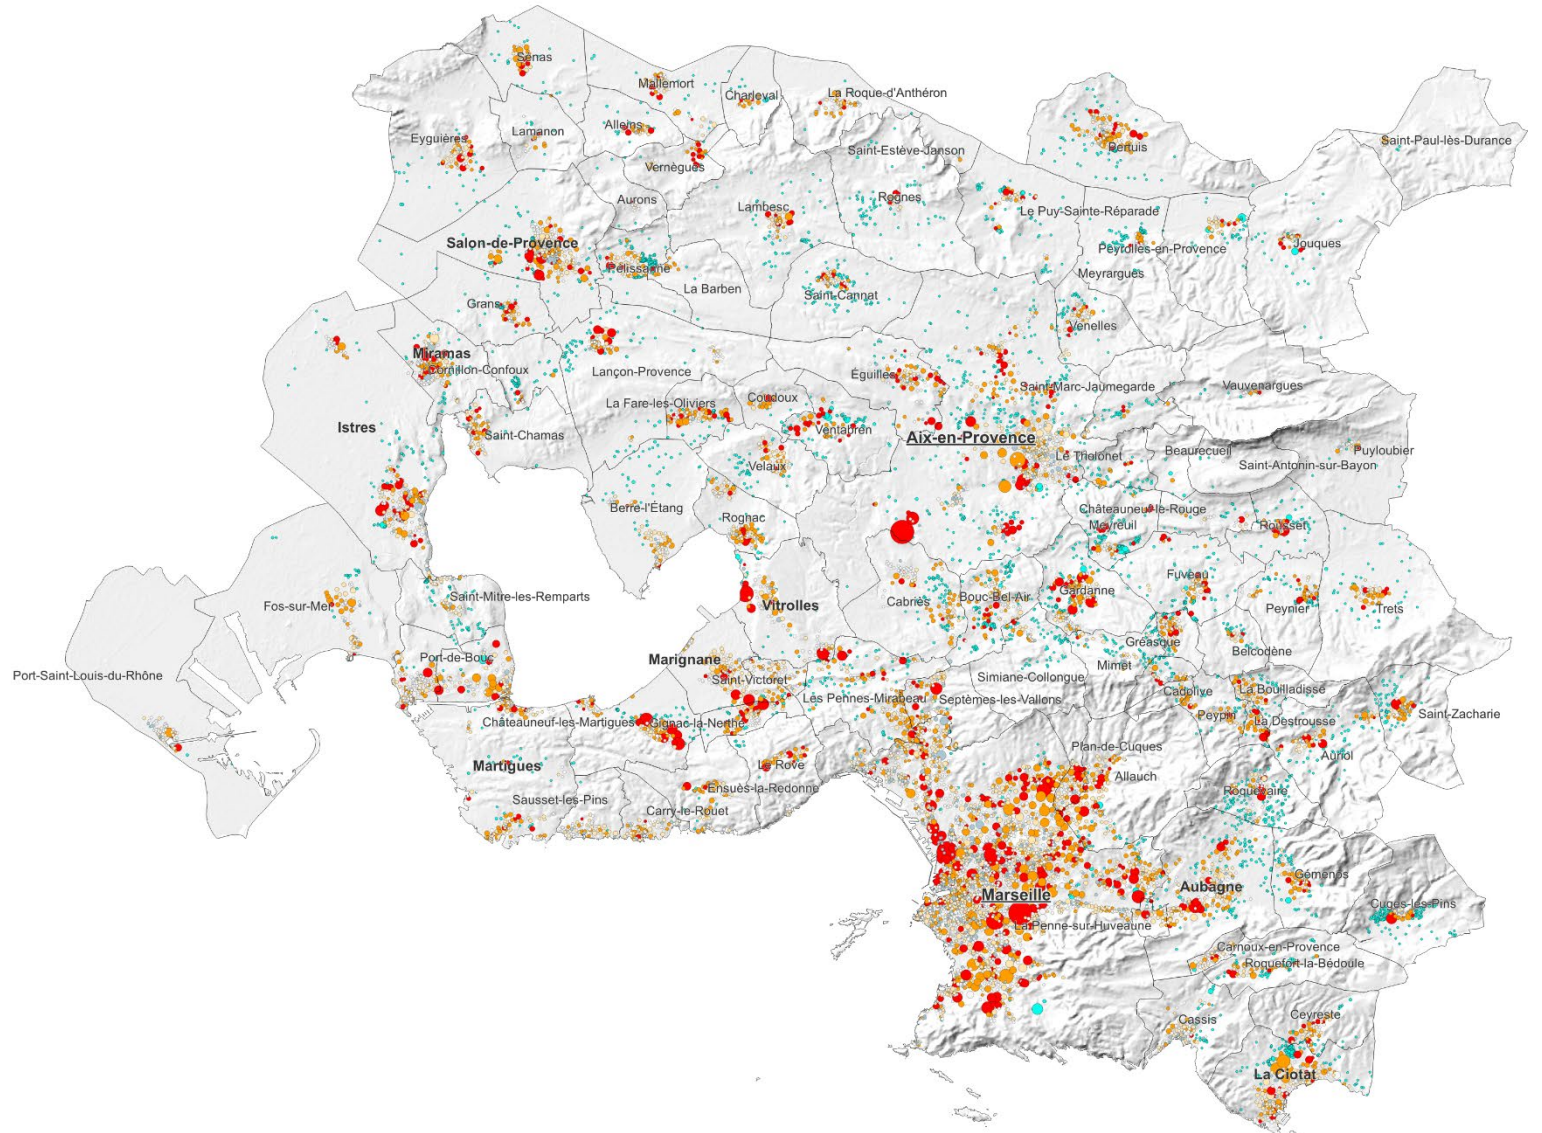 Sénas
Mallemort
Charleval
La Roque-d'Anthéron
Eyguières
Lamanon
Alleins
Pertuis
Saint-Paul-lès-Durance
Saint-Estève-Janson
Vernègues
Aurons
Lambesc
Rognes
Le Puy-Sainte-Réparade
Salon-de-Provence
Pélissanne
Peyrolles-en-Provence
Jouques
Meyrargues
La Barben
Saint-Cannat
Grans
Venelles
Miramas
Cornillon-Confoux
Lançon-Provence
Éguilles
Saint-Marc-Jaumegarde
Vauvenargues
La Fare-les-Oliviers
Coudoux
Istres
Saint-Chamas
Ventabren
Aix-en-Provence
Le Tholonet
Beaurecueil
Puyloubier
Velaux
Saint-Antonin-sur-Bayon
Berre-l'Étang
Rognac
Châteauneuf-le-Rouge
Meyreuil
Rousset
Fos-sur-Mer
Saint-Mitre-les-Remparts
Vitrolles
Cabriès
Bouc-Bel-Air
Gardanne
Fuveau
Peynier
Trets
Gréasque
Belcodène
Port-de-Bouc
Marignane
Mimet
Port-Saint-Louis-du-Rhône
Saint-Victoret
Simiane-Collongue
Les Pennes-Mirabeau
Septèmes-les-Vallons
Cadolive
La Bouilladisse
Châteauneuf-les-Martigues
Gignac-la-Nerthe
Peypin
La Destrousse
Saint-Zacharie
Plan-de-Cuques
Auriol
Martigues
Le Rove
Allauch
Ensuès-la-Redonne
Roquevaire
Sausset-les-Pins
Carry-le-Rouet
Gémenos
Aubagne
Marseille
Cuges-les-Pins
La Penne-sur-Huveaune
Carnoux-en-Provence
Roquefort-la-Bédoule
Cassis
Ceyreste
La Ciotat